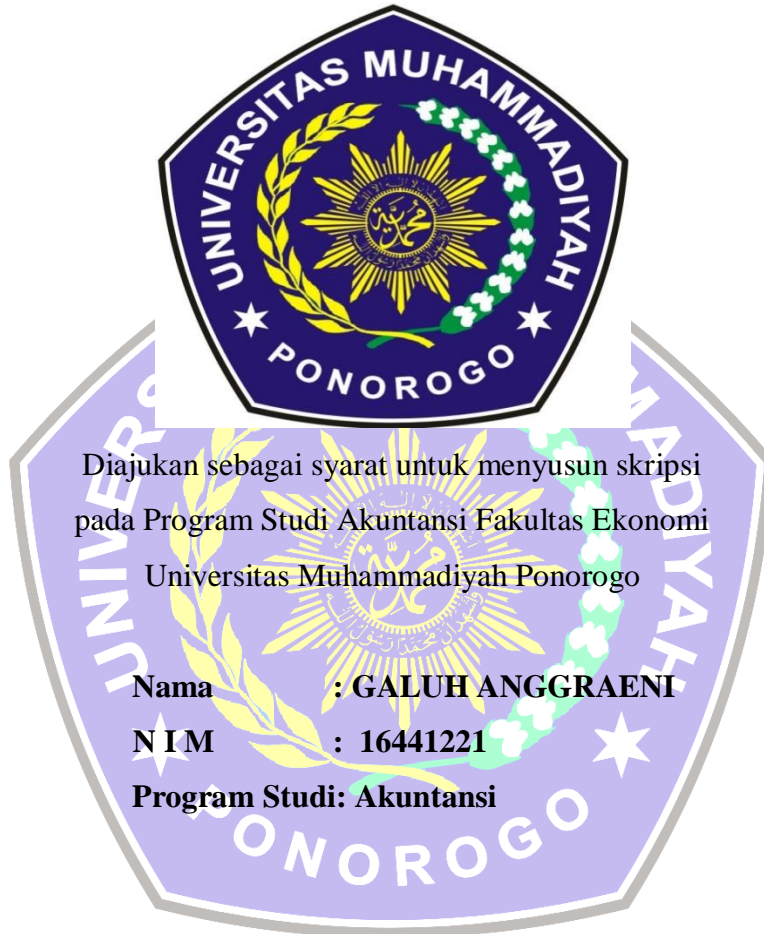 UNIVERSITAS MUHAMMADIYAH
PONOROGO
Diajukan sebagai syarat untuk menyusun skripsi
pada Program Studi Akuntansi Fakultas Ekonomi
Universitas Muhammadiyah Ponorogo
Nama : GALUH ANGGRAENI
N I M : 16441221
Program Studi: Akuntansi
PONOROGO